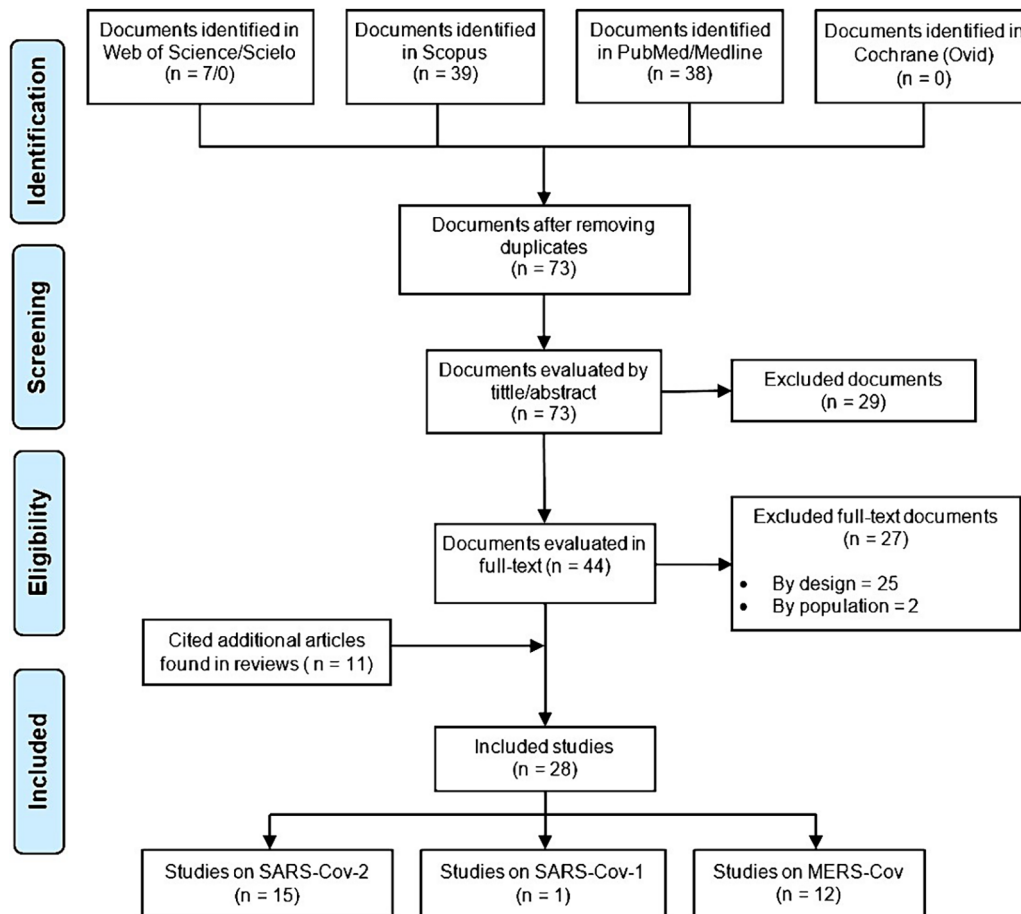 Identification
Documents identified in
Web of Science/Scielo
(n = 7/0)
Documents identified
in Scopus
(n = 39)
Documents identified
in PubMed/Medline
(n = 38)
Documents identified in
Cochrane (Ovid)
(n = 0)
Documents after removing
duplicates
(n = 73)
Screening
Documents evaluated by
tittle/abstract
(n = 73)
Excluded documents
(n = 29)
Eligibility
Documents evaluated in
full-text (n = 44)
Excluded full-text documents
(n = 27)
• By design = 25
• By population = 2
Cited additional articles
found in reviews ( n = 11)
Included
Included studies
(n = 28)
Studies on SARS-Cov-2
(n = 15)
Studies on SARS-Cov-1
(n = 1)
Studies on MERS-Cov
(n = 12)